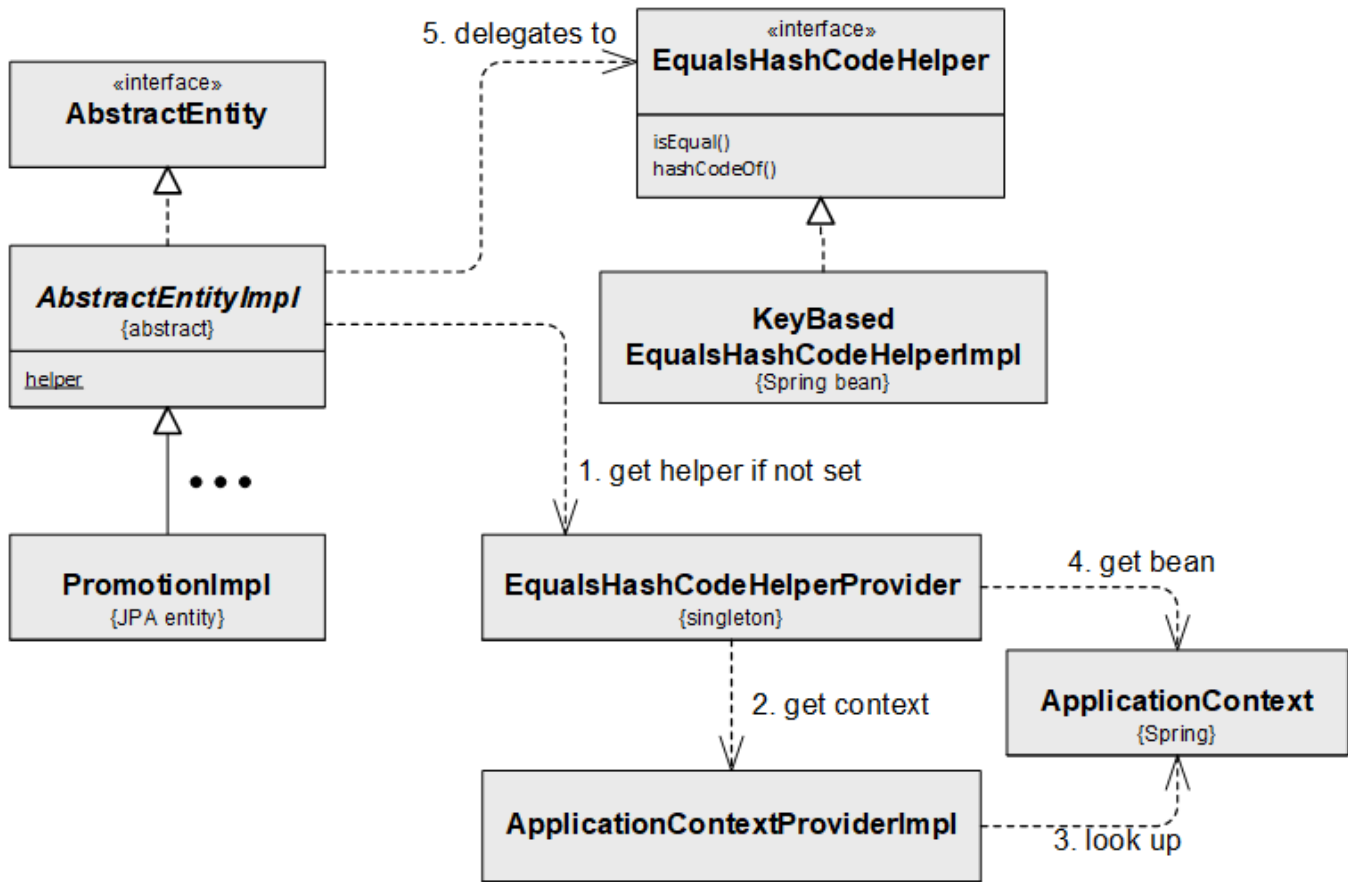 5. delegates to
«interface»
EqualsHashCodeHelper
isEqual()
hashCodeOf()
«interface»
AbstractEntity
AbstractEntityImpl
{abstract}
helper
KeyBased
EqualsHashCodeHelperImpl
{Spring bean}
1. get helper if not set
PromotionImpl
{JPA entity}
EqualsHashCodeHelperProvider
{singleton}
4. get bean
2. get context
ApplicationContext
{Spring}
ApplicationContextProviderImpl
3. look up